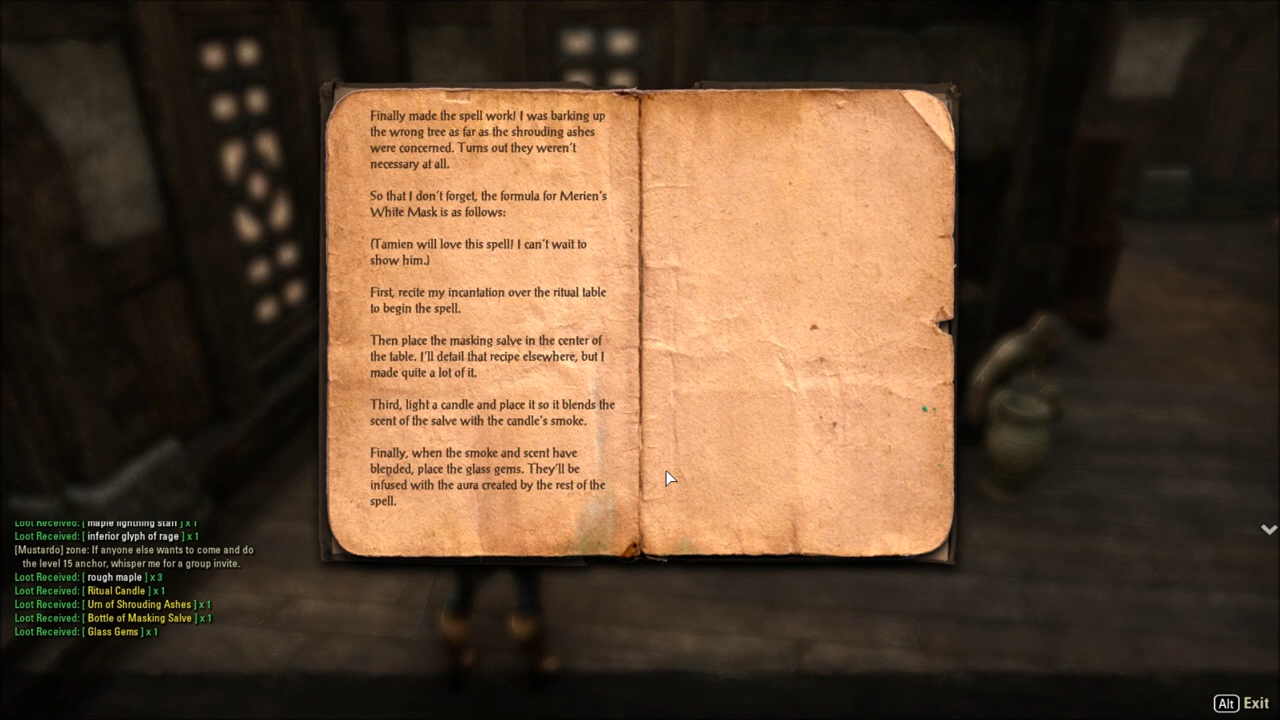 Finally made the spell work! I was barking up
the wrong tree as far as the shrouding ashes
were concerned. Turns out they weren't
necessary at all.
So that I don't forget, the formula for Merien's
White Mask is as follows:
(Tamien will love this spell! I can't wait to
show him.)
First, recite my incantation over the ritual table
to begin the spell.
Then place the masking salve in the center of
the table. I'll detail that recipe elsewhere, but I
made quite a lot of it.
Third, light a candle and place it so it blends the
scent of the salve with the candle's smoke.
Finally, when the smoke and scent have
blended, place the glass gems. They'll be
infused with the aura created by the rest of the
spell.
Loot Received: [ maple lightning staff ] x 1
Loot Received: [ inferior glyph of rage ] x 1
[Mustardo] zone: If anyone else wants to come and do
the level 15 anchor, whisper me for a group invite.
Loot Received: [ rough maple ] x 3
Loot Received: [ Ritual Candle ] x 1
Loot Received: [ Urn of Shrouding Ashes ] x 1
Loot Received: [ Bottle of Masking Salve ] x 1
Loot Received: [ Glass Gems ] x 1
Alt Exit